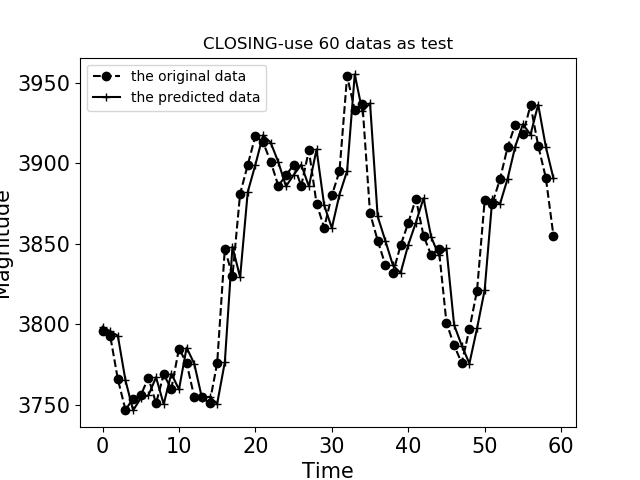 CLOSING-use 60 datas as test
the original data
the predicted data
3950
3900
3850
3800
3750
Magnitude
0 10 20 30 40 50 60
Time